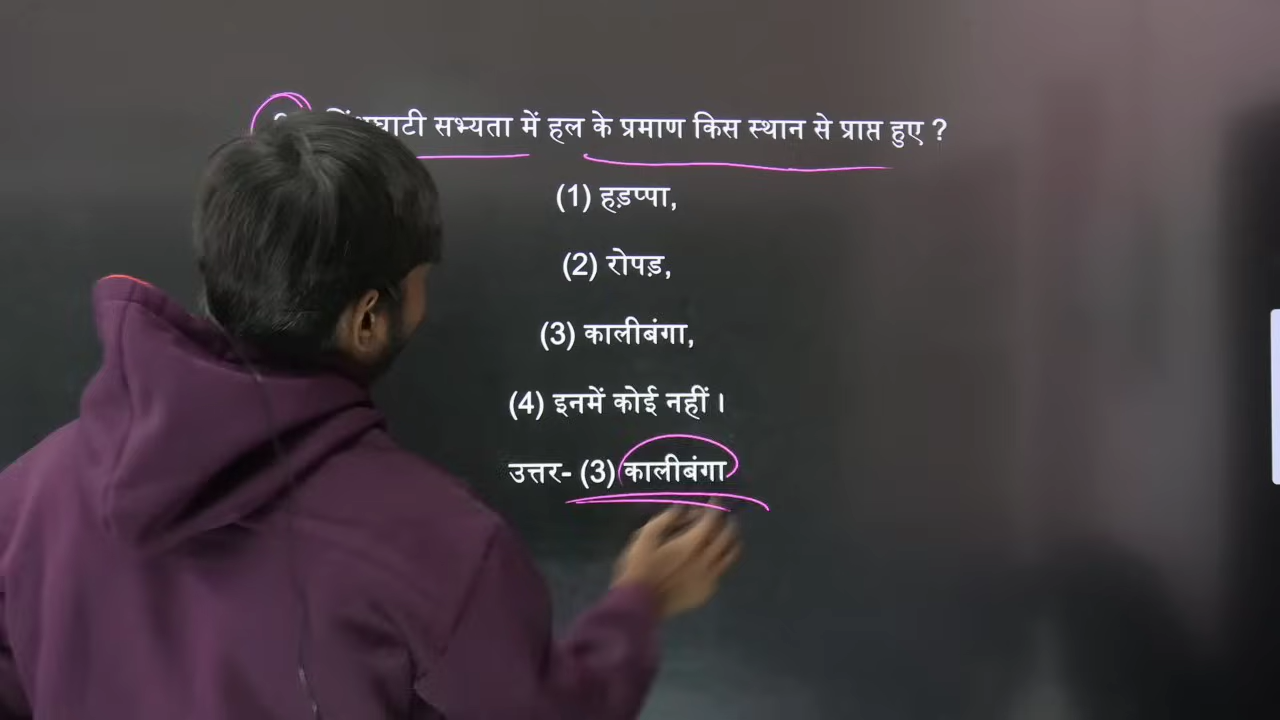 सभ्यता में हल के प्रमाण किस स्थान से प्राप्त हुए ?
(1) हड़प्पा,
(2) रोपड़,
(3) कालीबंगा,
(4) इनमें कोई नहीं।
उत्तर- (3) कालीबंगा